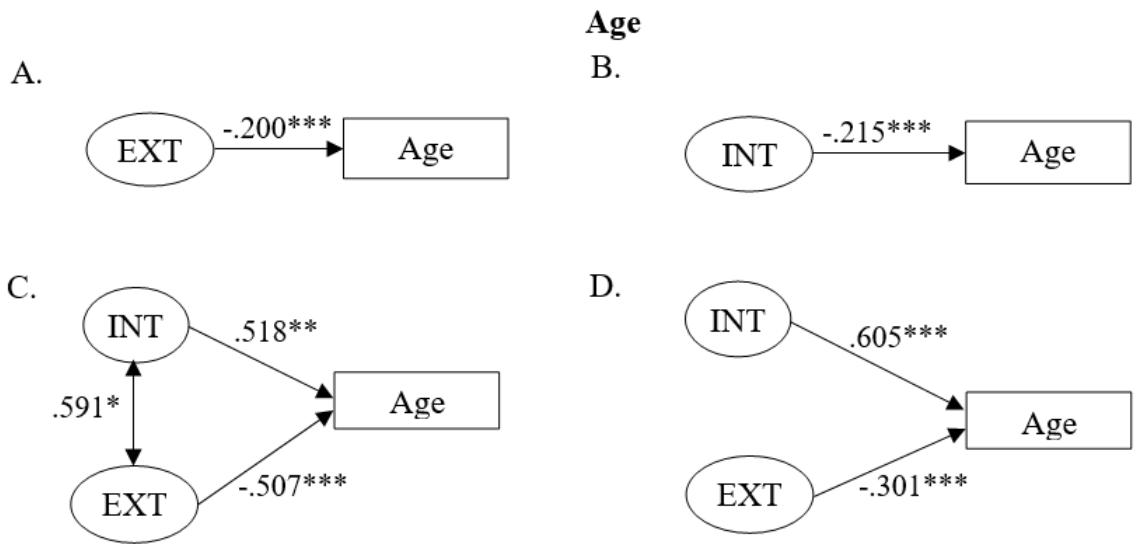 Age
A.
B.
EXT
-.200***
Age
INT
-.215***
Age
C.
INT
.518**
.591*
Age
EXT
-.507***
D.
INT
.605***
Age
EXT
-.301***